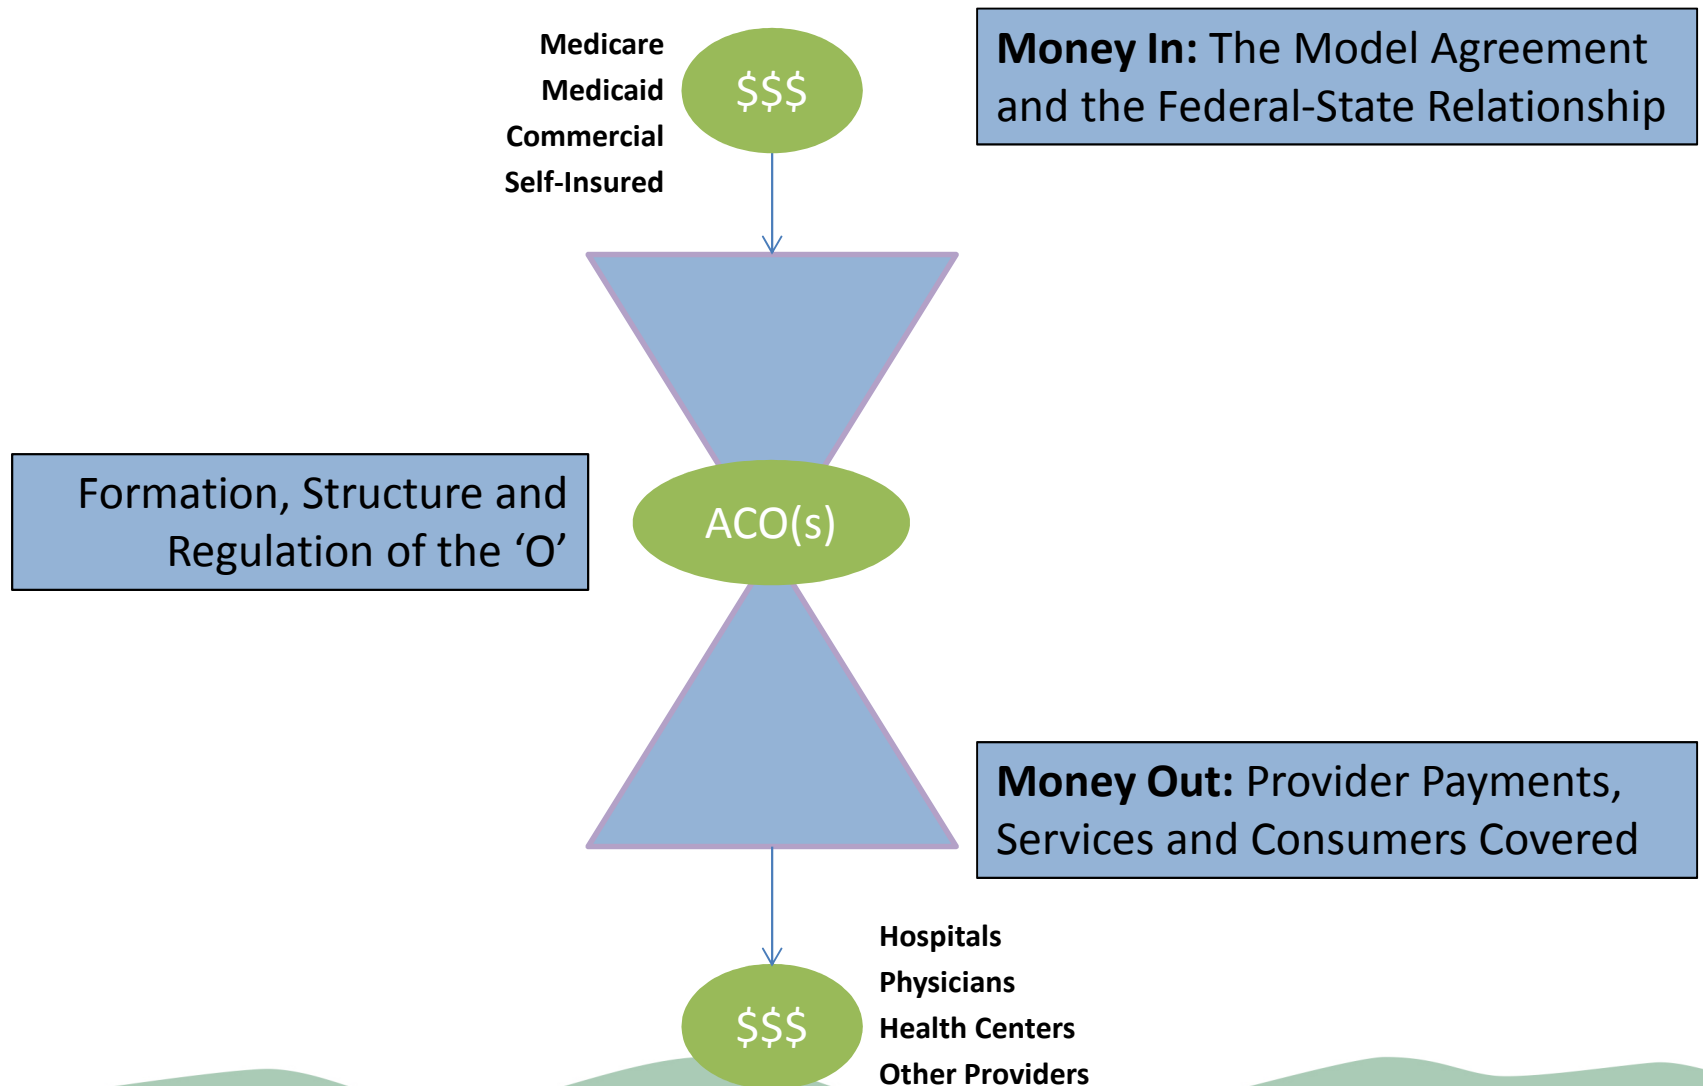 Medicare
Medicaid
Commercial
Self-Insured
$$$
Money In: The Model Agreement
and the Federal-State Relationship
Formation, Structure and
Regulation of the ‘O’
ACO(s)
Money Out: Provider Payments,
Services and Consumers Covered
$$$
Hospitals
Physicians
Health Centers
Other Providers